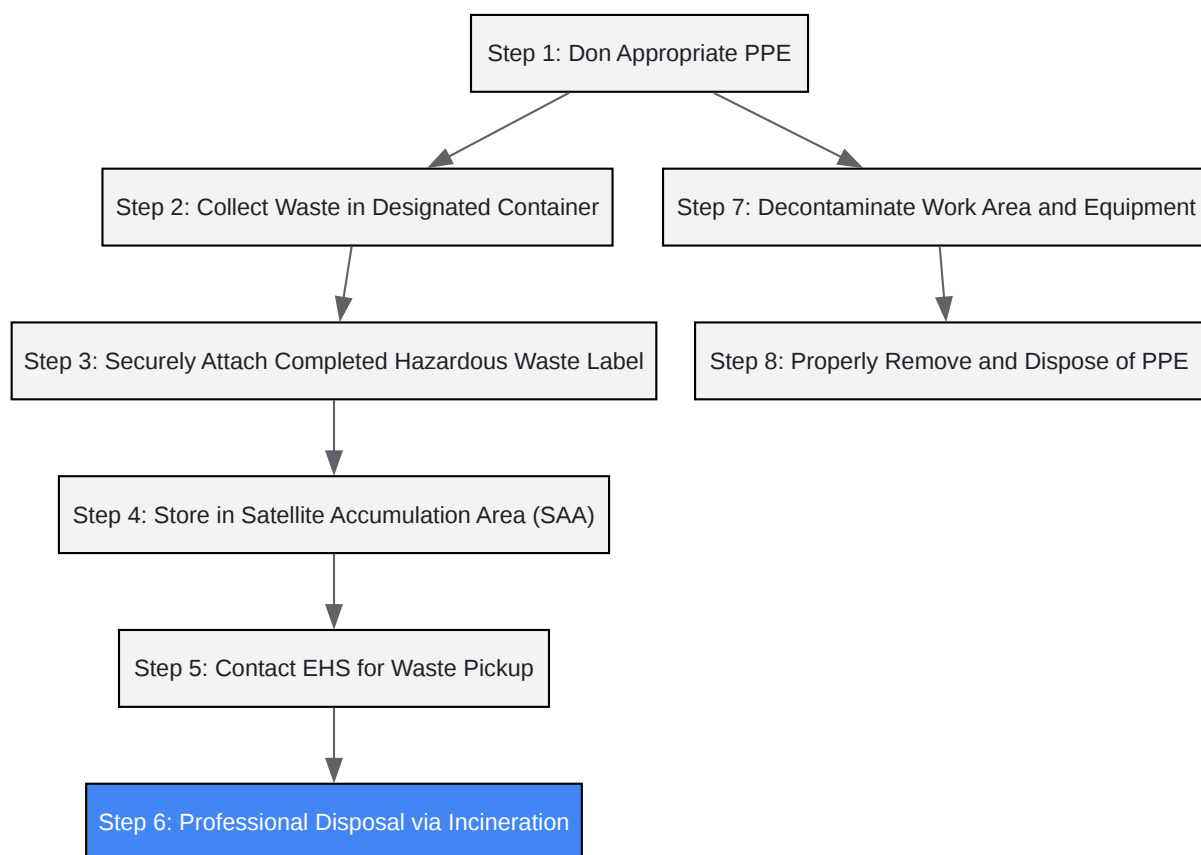 Step 1: Don Appropriate PPE
Step 2: Collect Waste in Designated Container
Step 7: Decontaminate Work Area and Equipment
Step 3: Securely Attach Completed Hazardous Waste Label
Step 8: Properly Remove and Dispose of PPE
Step 4: Store in Satellite Accumulation Area (SAA)
Step 5: Contact EHS for Waste Pickup
Step 6: Professional Disposal via Incineration